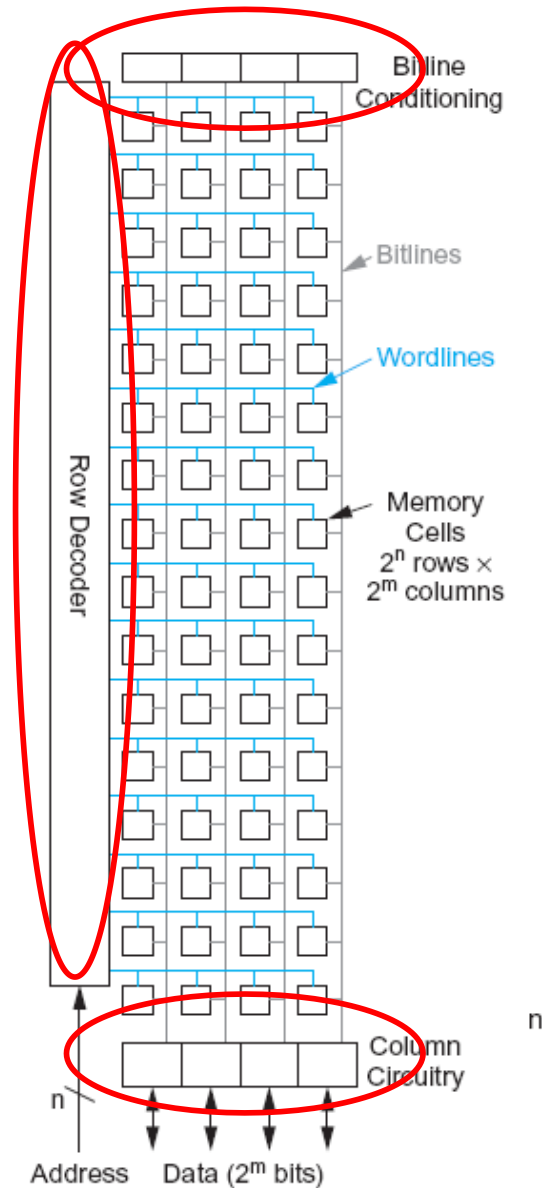 Bitline
Conditioning
Bitlines
Wordlines
Row Decoder
Memory
Cells
2ⁿ rows ×
2ᵐ columns
n
Column
Circuitry
n
Address
Data (2ᵐ bits)